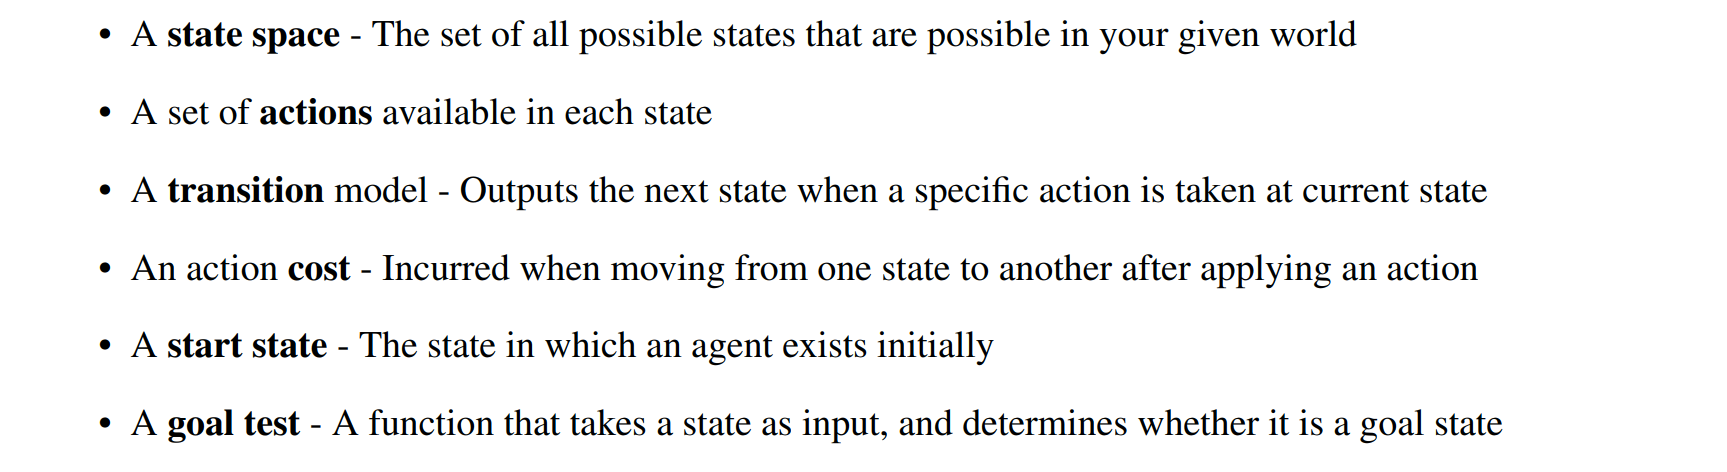 • A state space - The set of all possible states that are possible in your given world
• A set of actions available in each state
• A transition model - Outputs the next state when a specific action is taken at current state
• An action cost - Incurred when moving from one state to another after applying an action
• A start state - The state in which an agent exists initially
• A goal test - A function that takes a state as input, and determines whether it is a goal state